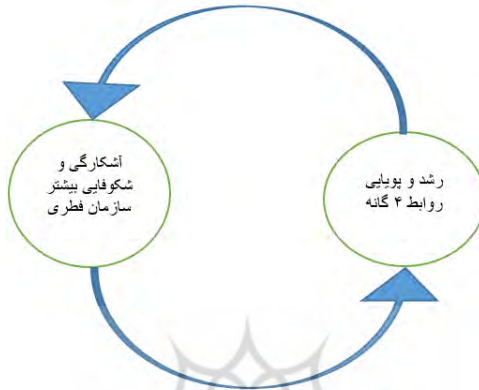 رشد و پویایی
روابط ۴ گانه
آشکارگی و
شکوفایی بیشتر
سازمان فطری